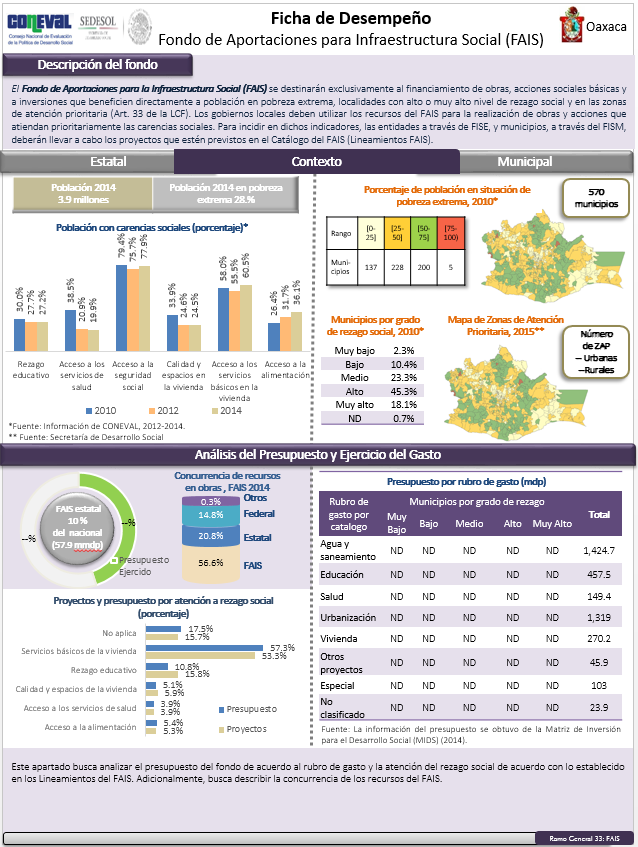 CONEVAL
Consejo Nacional de Evaluación
de la Política de Desarrollo Social
SEDESOL
Ficha de Desempeño
Fondo de Aportaciones para Infraestructura Social (FAIS)
Oaxaca
Descripción del fondo
El Fondo de Aportaciones para la Infraestructura Social (FAIS) se destinarán exclusivamente al financiamiento de obras, acciones sociales básicas y
a inversiones que beneficien directamente a población en pobreza extrema, localidades con alto o muy alto nivel de rezago social y en las zonas
de atención prioritaria (Art. 33 de la LCF). Los gobiernos locales deben utilizar los recursos del FAIS para la realización de obras y acciones que
atiendan prioritariamente las carencias sociales. Para incidir en dichos indicadores, las entidades a través de FISE, y municipios, a través del FISM,
deberán llevar a cabo los proyectos que estén previstos en el Catálogo del FAIS (Lineamientos FAIS).
Estatal Contexto Municipal
Población 2014
3.9 millones
Población 2014 en pobreza
extrema 28.%
Población con carencias sociales (porcentaje)*
30.0% 27.7% 27.2%
38.5% 20.9% 19.9%
79.4% 75.7% 77.9%
33.9% 24.6% 24.5%
58.0% 55.5% 60.5%
26.4% 31.7% 36.1%
Rezago
educativo
Acceso a los
servicios de
salud
Acceso a la
seguridad
social
Calidad y
espacios en
la vivienda
Acceso a los
servicios
básicos en la
vivienda
Acceso a la
alimentación
2010 2012 2014
*Fuente: Información de CONEVAL, 2012-2014.
** Fuente: Secretaría de Desarrollo Social
Porcentaje de población en situación de
pobreza extrema, 2010*
570
municipios
Rango [0-25] [25-50] [50-75] [75-100)
Muni-
cipios 137 228 200 5
Municipios por grado
de rezago social, 2010*
Muy bajo 2.3%
Bajo 10.4%
Medio 23.3%
Alto 45.3%
Muy alto 18.1%
ND 0.7%
Mapa de Zonas de Atención
Prioritaria, 2015**
Número
de ZAP
– Urbanas
–Rurales
Análisis del Presupuesto y Ejercicio del Gasto
FAIS estatal
10 %
del nacional
(57.9 mmdp)
--%
--%
Presupuesto
Ejercido
Concurrencia de recursos
en obras , FAIS 2014
0.3% Otros
14.8% Federal
20.8% Estatal
56.6% FAIS
Proyectos y presupuesto por atención a rezago social
(porcentaje)
No aplica 17.5% 15.7%
Servicios básicos de la vivienda 57.3% 53.3%
Rezago educativo 10.8% 15.8%
Calidad y espacios de la vivienda 5.1% 5.9%
Acceso a los servicios de salud 3.9% 3.9%
Acceso a la alimentación 5.4% 5.3%
Presupuesto
Proyectos
Presupuesto por rubro de gasto (mdp)
Rubro de
gasto por
catalogo
Municipios por grado de rezago
Muy
Bajo Bajo Medio Alto Muy Alto Total
Agua y
saneamiento ND ND ND ND ND 1,424.7
Educación ND ND ND ND ND 457.5
Salud ND ND ND ND ND 149.4
Urbanización ND ND ND ND ND 1,319
Vivienda ND ND ND ND ND 270.2
Otros
proyectos ND ND ND ND ND 45.9
Especial ND ND ND ND ND 103
No
clasificado ND ND ND ND ND 23.9
Fuente: La información del presupuesto se obtuvo de la Matriz de Inversión
para el Desarrollo Social (MIDS) (2014).
Este apartado busca analizar el presupuesto del fondo de acuerdo al rubro de gasto y la atención del rezago social de acuerdo con lo establecido
en los Lineamientos del FAIS. Adicionalmente, busca describir la concurrencia de los recursos del FAIS.
Ramo General 33: FAIS